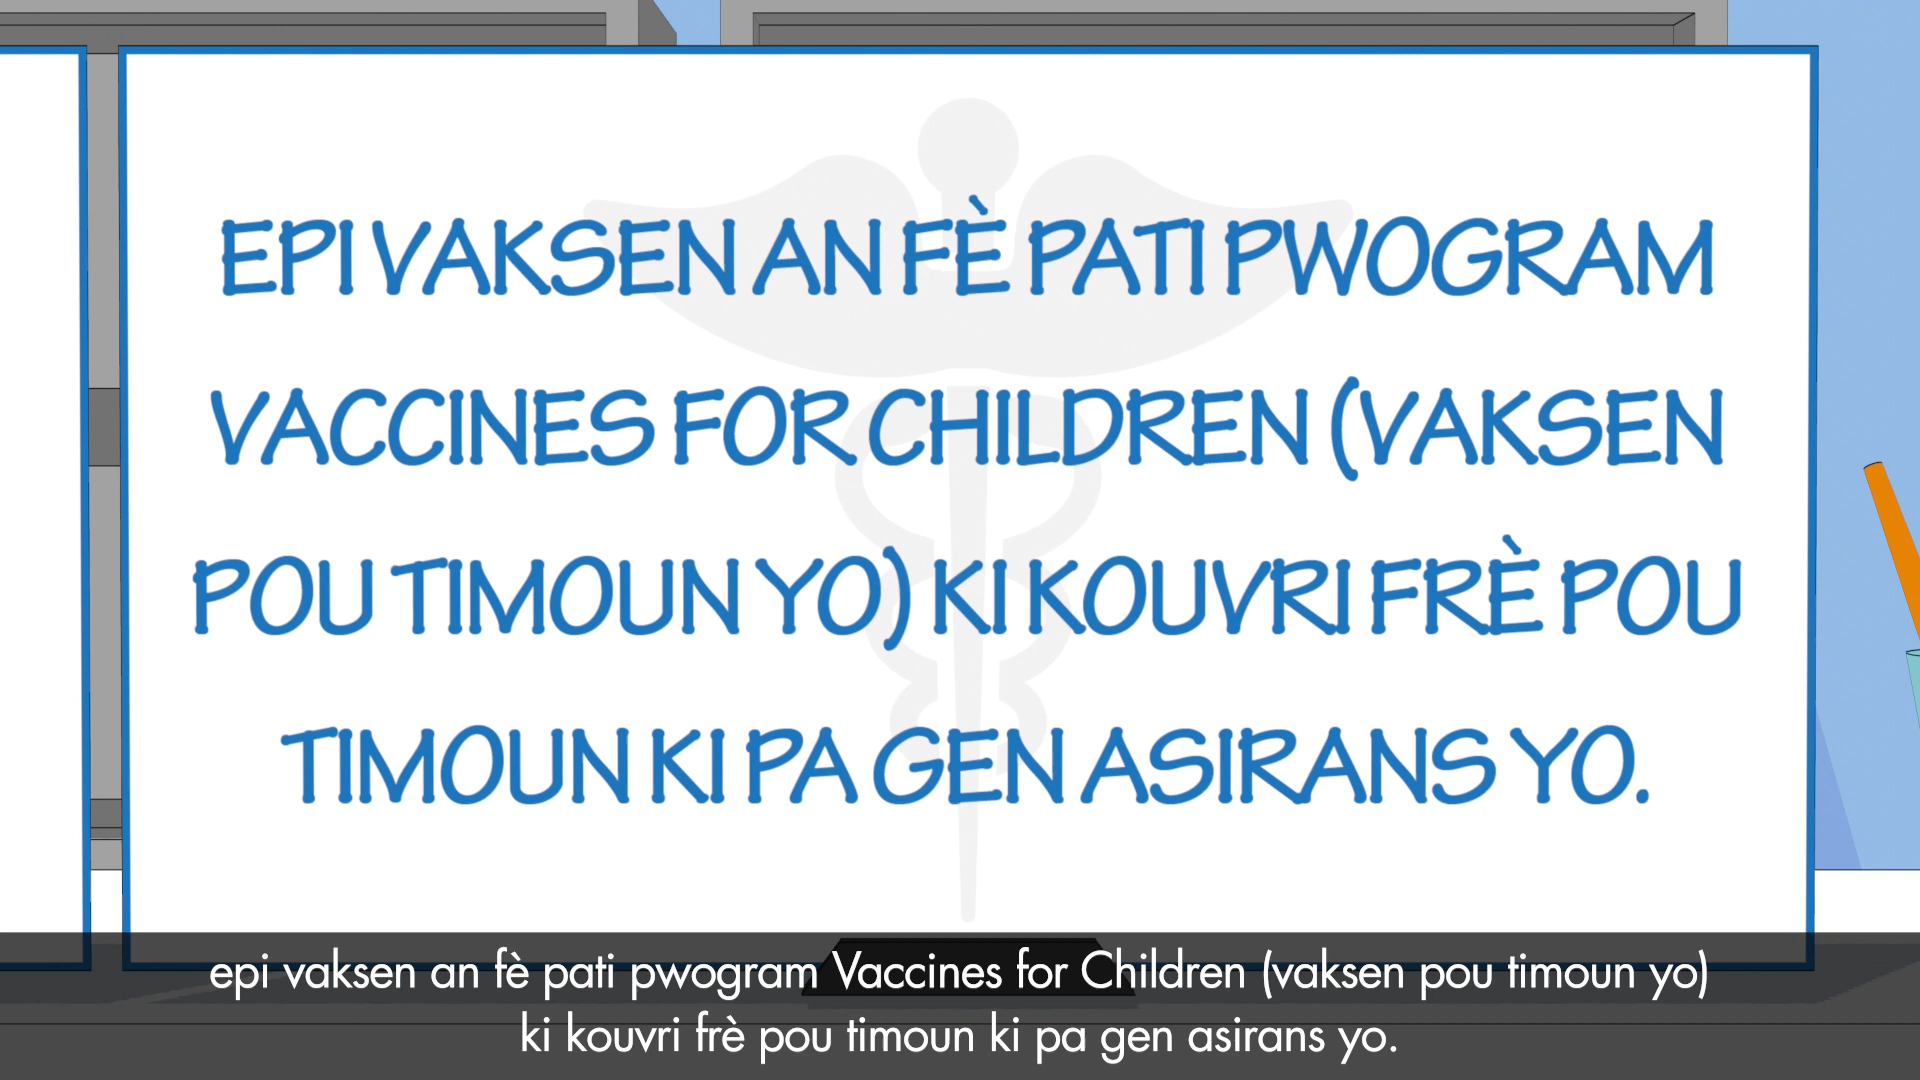 EPI VAKSEN AN FÈ PATI PWOGRAM
VACCINES FOR CHILDREN (VAKSEN
POU TIMOUN YO) KI KOUVRI FRÈ POU
TIMOUN KI PA GEN ASIRANS YO.
epi vaksen an fè pati pwogram Vaccines for Children (vaksen pou timoun yo)
ki kouvri frè pou timoun ki pa gen asirans yo.